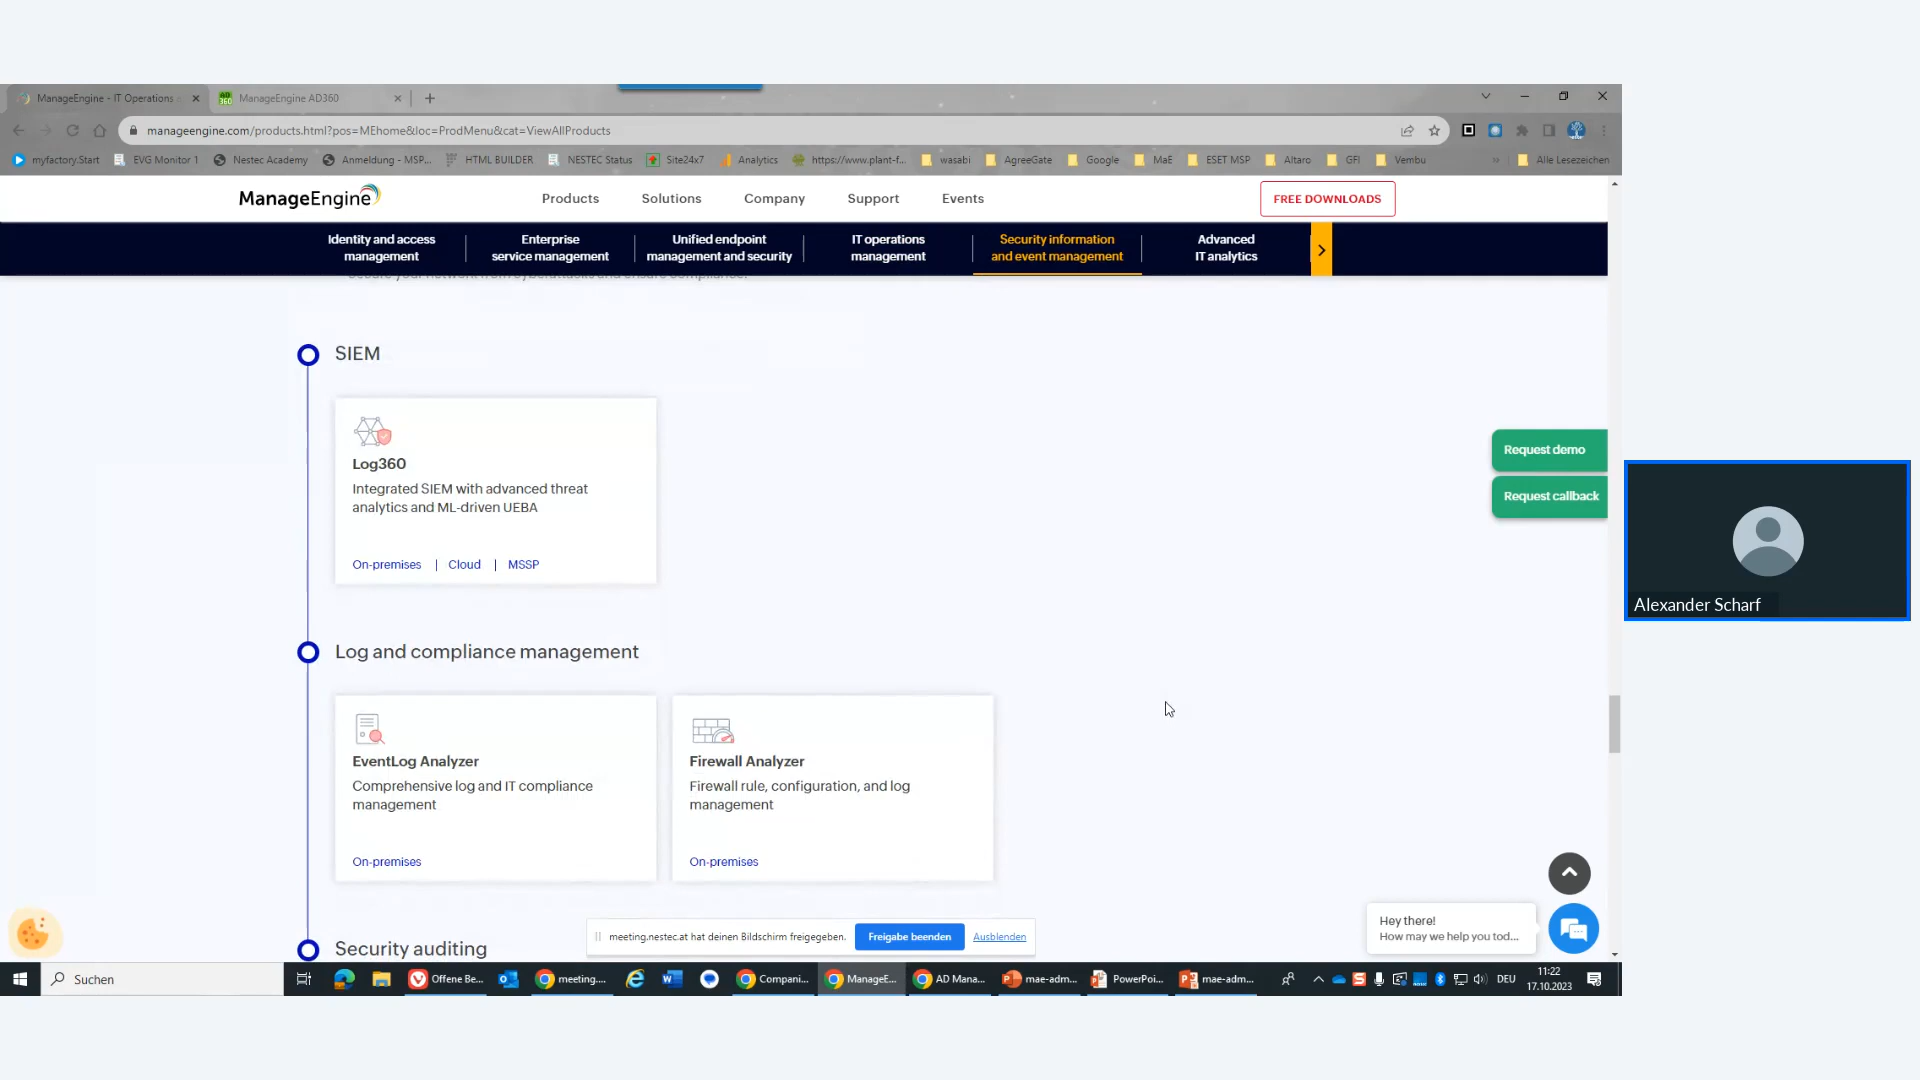 ManageEngine - IT Operations
ManageEngine AD360
manageengine.com/products.html?pos=MEhome&loc=ProdMenu&cat=ViewAllProducts
myfactory.Start
EVG Monitor 1
Nestec Academy
Anmeldung - MSP...
HTML BUILDER
NESTEC Status
Site24x7
Analytics
https://www.plant-f...
wasabi
AgreeGate
Google
MaE
ESET MSP
Altaro
GFI
Vembu
»
Alle Lesezeichen
ManageEngine
Products
Solutions
Company
Support
Events
FREE DOWNLOADS
Identity and access
management
Enterprise
service management
Unified endpoint
management and security
IT operations
management
Security information
and event management
Advanced
IT analytics
Secure your network from cyberattacks and ensure compliance.
SIEM
Log360
Integrated SIEM with advanced threat
analytics and ML-driven UEBA
On-premises | Cloud | MSSP
Request demo
Request callback
Alexander Scharf
Log and compliance management
EventLog Analyzer
Comprehensive log and IT compliance
management
On-premises
Firewall Analyzer
Firewall rule, configuration, and log
management
On-premises
Security auditing
Hey there!
How may we help you tod...
meeting.nestec.at hat deinen Bildschirm freigegeben.
Freigabe beenden
Ausblenden
Suchen
Offene Be...
meeting....
Compani...
ManageE...
AD Mana...
mae-adm...
PowerPoi...
mae-adm...
DEU
11:22
17.10.2023